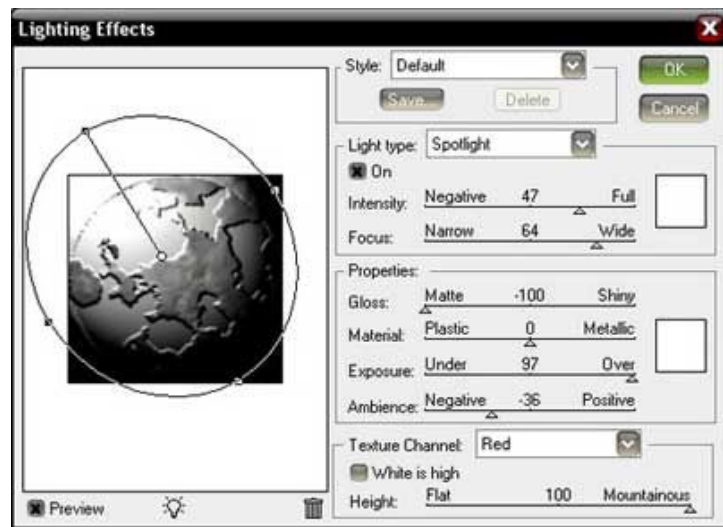 Lighting Effects
Style: Default
OK
Save...
Delete
Cancel
Light type: Spotlight
On
Intensity: Negative 47 Full
Focus: Narrow 64 Wide
Properties:
Gloss: Matte -100 Shiny
Material: Plastic 0 Metallic
Exposure: Under 97 Over
Ambience: Negative -36 Positive
Texture Channel: Red
White is high
Height: Flat 100 Mountainous
Preview